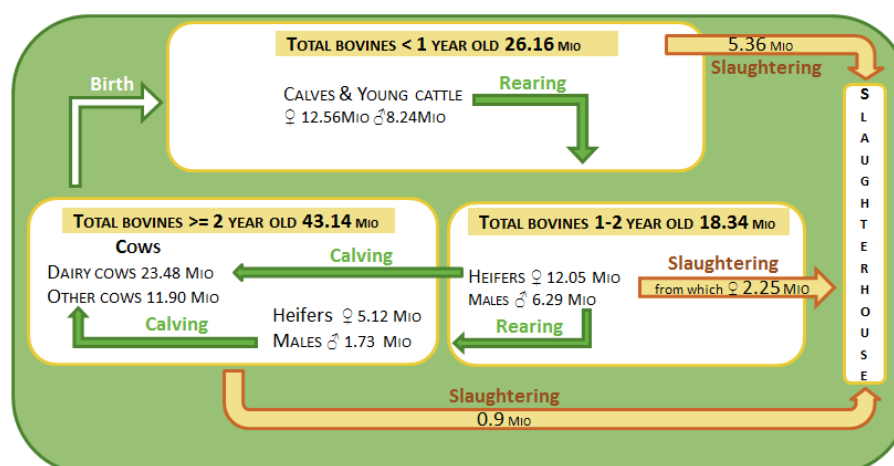 TOTAL BOVINES < 1 YEAR OLD 26.16 MIO
5.36 MIO
Slaughtering
Birth
Rearing
CALVES & YOUNG CATTLE
♀ 12.56MIO ♂8.24MIO
SLAUGHTERHOUSE
TOTAL BOVINES >= 2 YEAR OLD 43.14 MIO
COWS
DAIRY COWS 23.48 MIO
OTHER COWS 11.90 MIO
Calving
Heifers ♀ 5.12 MIO
MALES ♂ 1.73 MIO
TOTAL BOVINES 1-2 YEAR OLD 18.34 MIO
Calving
HEIFERS ♀ 12.05 MIO
MALES ♂ 6.29 MIO
Rearing
Slaughtering
from which ♀ 2.25 MIO
Slaughtering
0.9 MIO